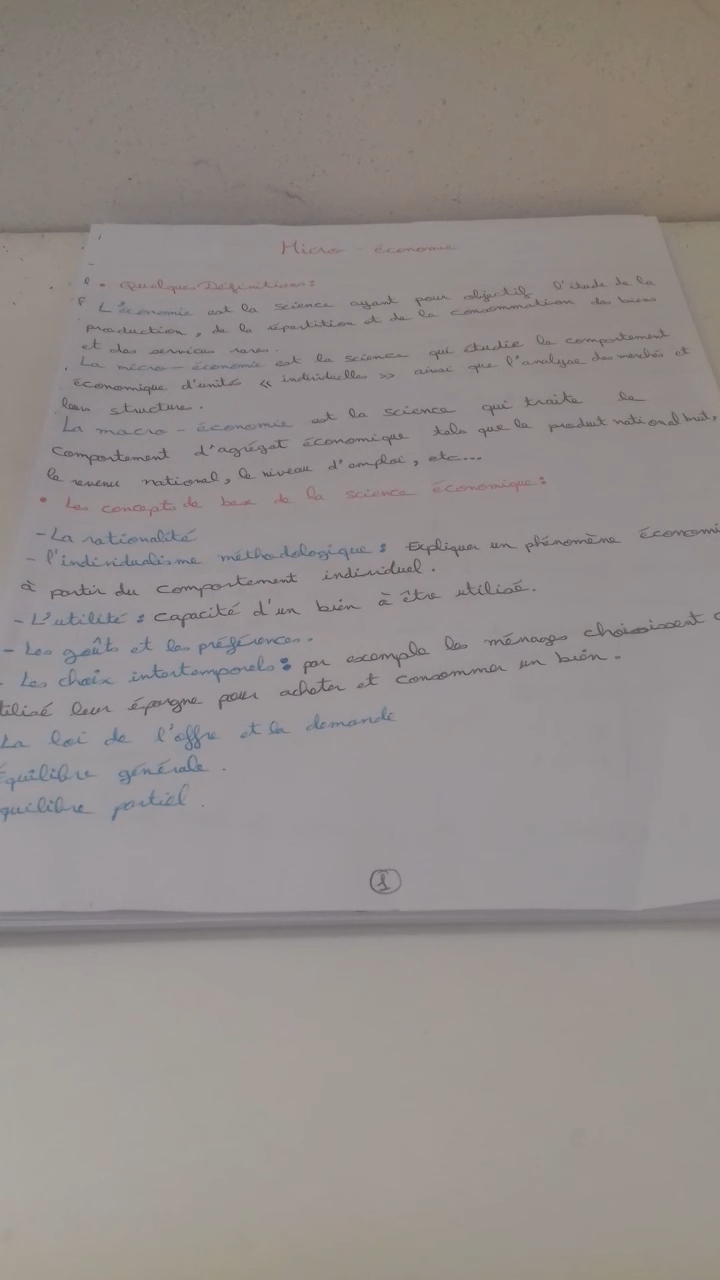 Micro - économie
• Quelques Définitions :
L'économie est la science ayant pour objectif l'étude de la
production, de la répartition et de la consommation des biens
et des services rares.
La micro - économie est la science qui étudie le comportement
économique d'unités « individuelles » ainsi que l'analyse des marchés et
leur structure.
La macro - économie est la science qui traite le
comportement d'agrégat économique tels que le produit national brut,
le revenu national, le niveau d'emploi, etc...
• Les concepts de base de la science économique :
- La rationalité
- l'individualisme méthodologique : Expliquer un phénomène économi
à partir du comportement individuel.
- L'utilité : capacité d'un bien à être utilisé.
- Les goûts et les préférences.
- Les choix intertemporels : par exemple les ménages choisissent
tilisé leur épargne pour acheter et consommer un bien.
La loi de l'offre et la demande
Equilibre générale.
quilibre partiel.
1